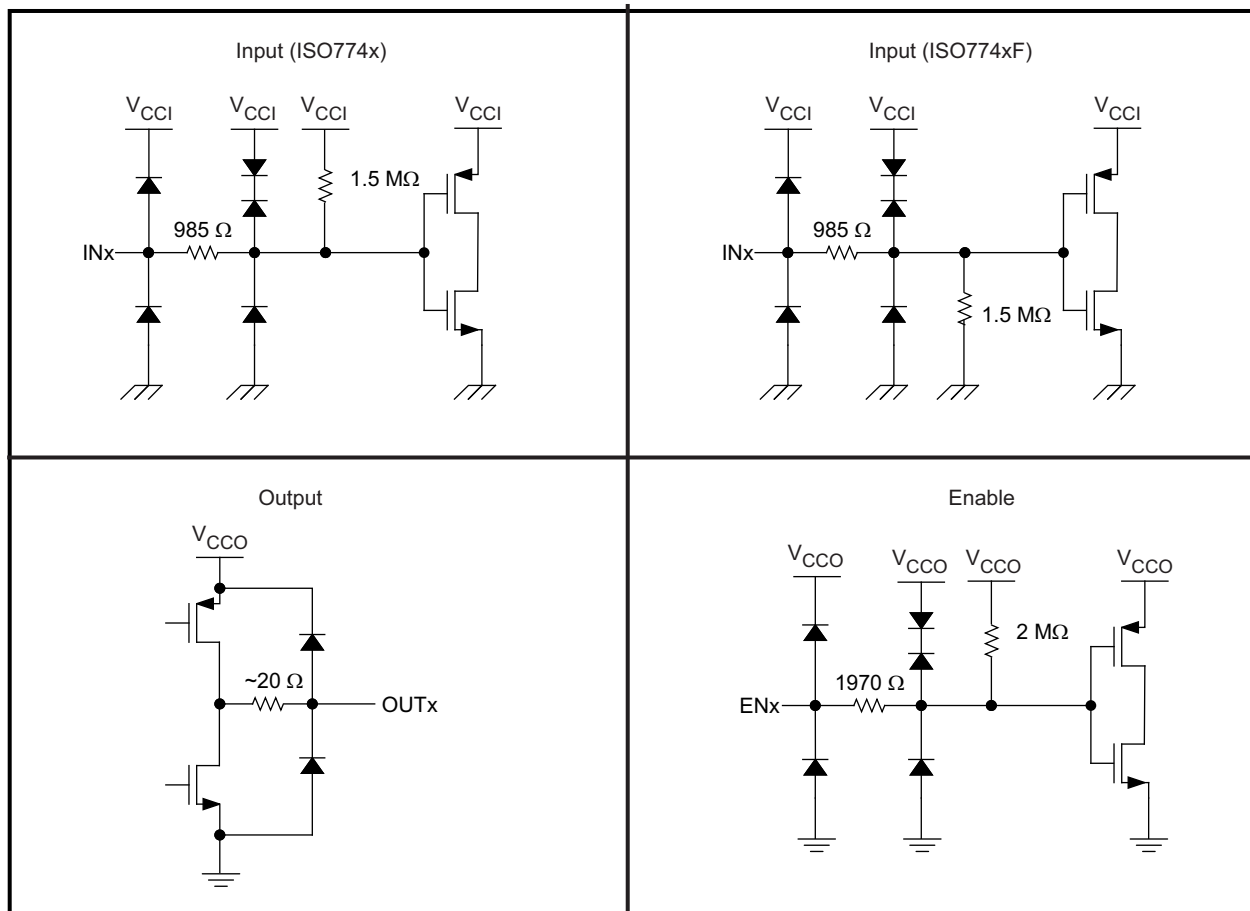 Input (ISO774x)
V_CCI V_CCI V_CCI V_CCI
1.5 MΩ
985 Ω
INx
Input (ISO774xF)
V_CCI V_CCI V_CCI
985 Ω
INx
1.5 MΩ
Output
V_CCO
~20 Ω
OUTx
Enable
V_CCO V_CCO V_CCO V_CCO
2 MΩ
1970 Ω
ENx